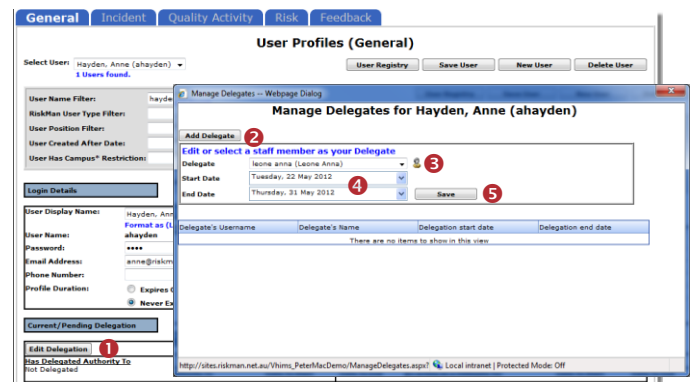 General Incident Quality Activity Risk Feedback
User Profiles (General)
Select User: Hayden, Anne (ahayden)
1 Users found.
User Registry Save User New User Delete User
User Name Filter: hayde
RiskMan User Type Filter:
User Position Filter:
User Created After Date:
User Has Campus* Restriction:
Login Details
User Display Name: Hayden, Ann
Format as (L
User Name: ahayden
Password: ••••
Email Address: anne@riskm
Phone Number:
Profile Duration: Expires
Never Ex
Current/Pending Delegation
Edit Delegation 1
Has Delegated Authority To
Not Delegated
Manage Delegates -- Webpage Dialog
Manage Delegates for Hayden, Anne (ahayden)
Add Delegate 2
Edit or select a staff member as your Delegate
Delegate leone anna (Leone Anna) 3
Start Date Tuesday, 22 May 2012 4
End Date Thursday, 31 May 2012 Save 5
Delegate's Username Delegate's Name Delegation start date Delegation end date
There are no items to show in this view
http://sites.riskman.net.au/Vhims_PeterMacDemo/ManageDelegates.aspx? Local intranet | Protected Mode: Off